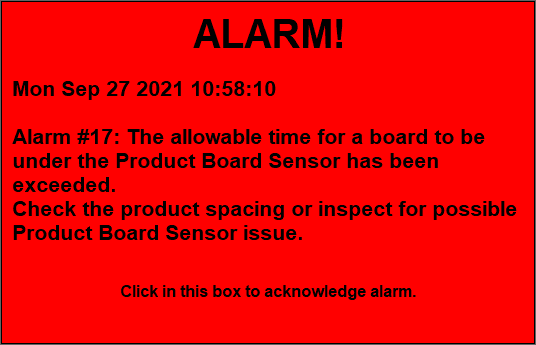 ALARM!
Mon Sep 27 2021 10:58:10
Alarm #17: The allowable time for a board to be
under the Product Board Sensor has been
exceeded.
Check the product spacing or inspect for possible
Product Board Sensor issue.
Click in this box to acknowledge alarm.